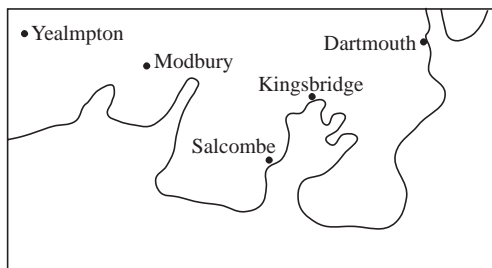 Yealmpton
Dartmouth
Modbury
Kingsbridge
Salcombe